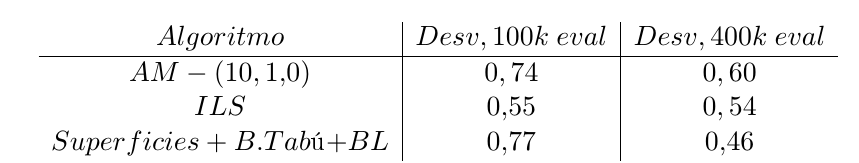 Algoritmo Desv, 100k eval Desv, 400k eval
AM − (10, 1,0) 0, 74 0, 60
ILS 0,55 0, 54
Superficies + B.Tabú+BL 0,77 0,46